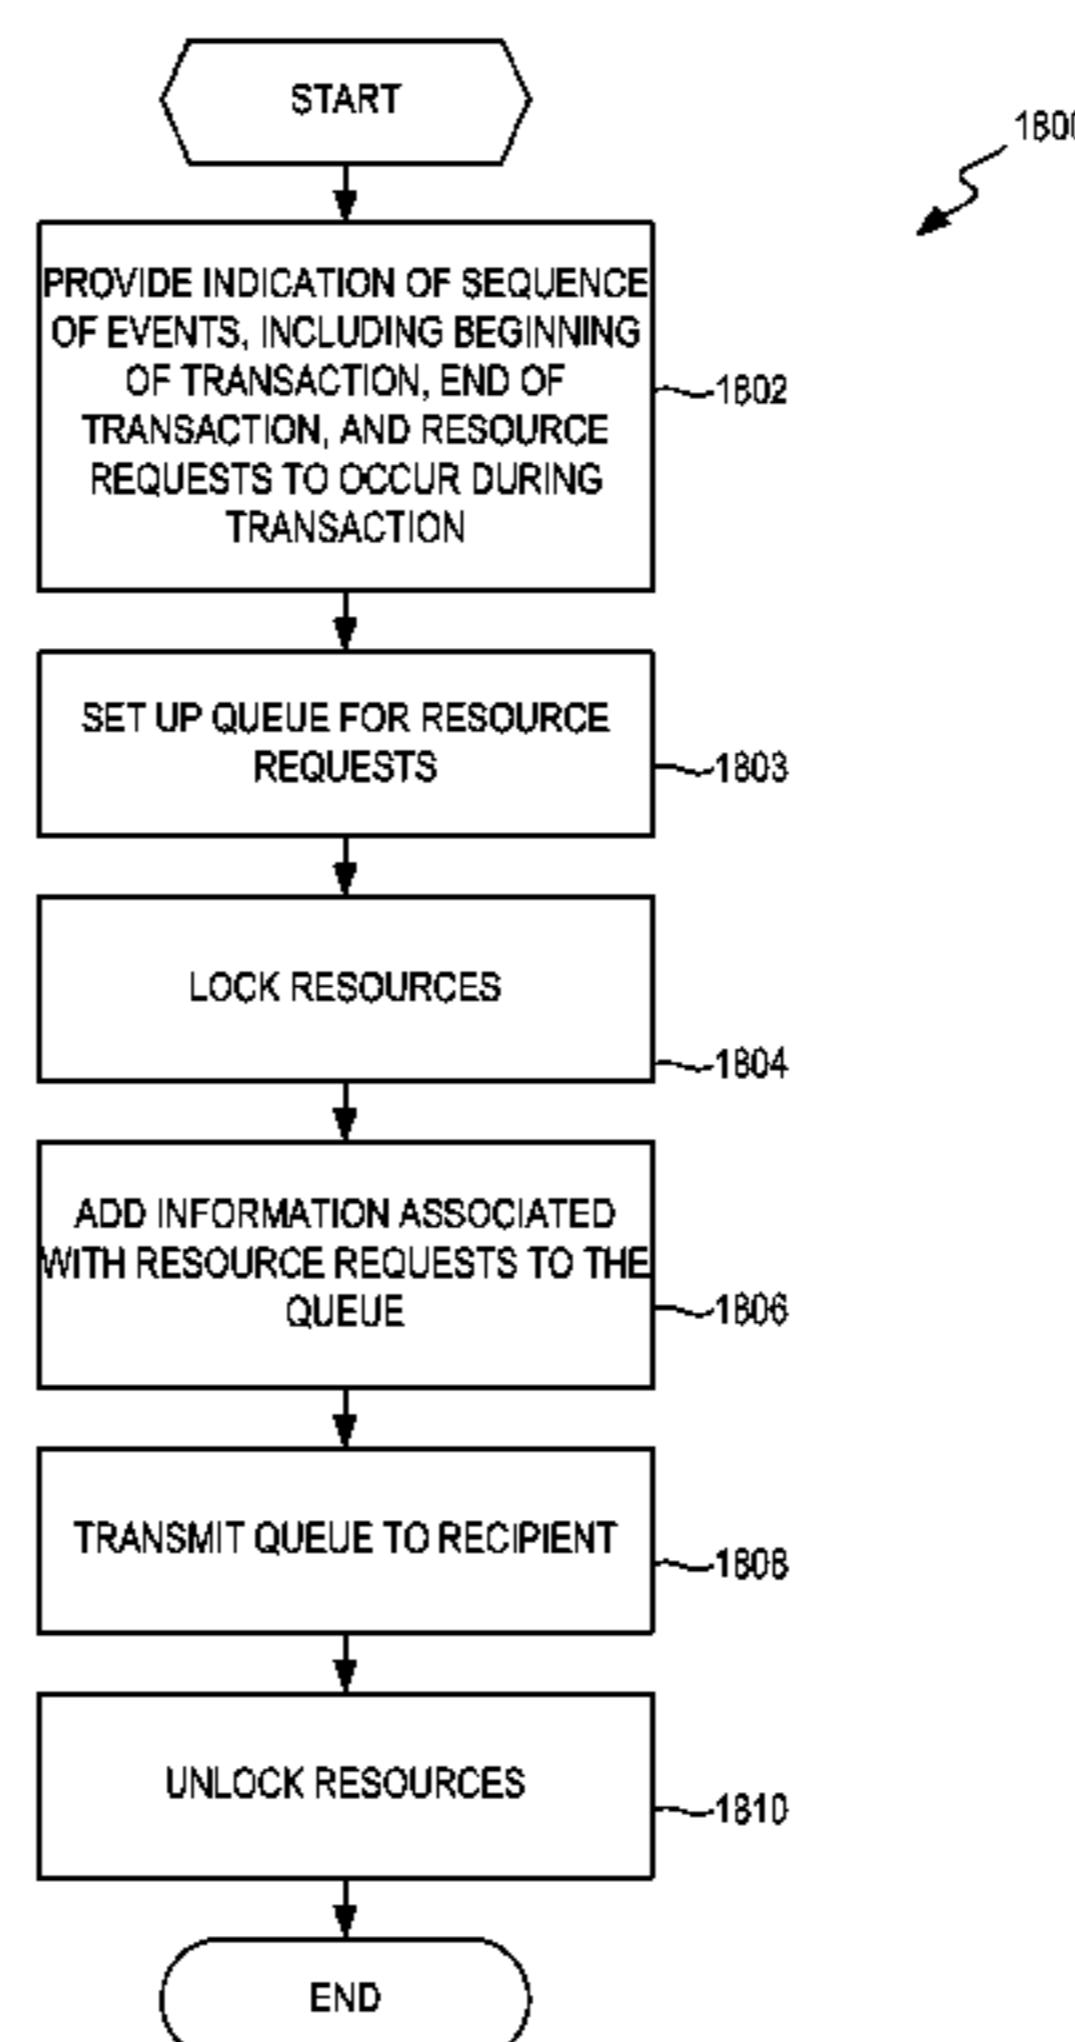 START
1800
PROVIDE INDICATION OF SEQUENCE
OF EVENTS, INCLUDING BEGINNING
OF TRANSACTION, END OF
TRANSACTION, AND RESOURCE
REQUESTS TO OCCUR DURING
TRANSACTION
1802
SET UP QUEUE FOR RESOURCE
REQUESTS
1803
LOCK RESOURCES
1804
ADD INFORMATION ASSOCIATED
WITH RESOURCE REQUESTS TO THE
QUEUE
1806
TRANSMIT QUEUE TO RECIPIENT
1808
UNLOCK RESOURCES
1810
END